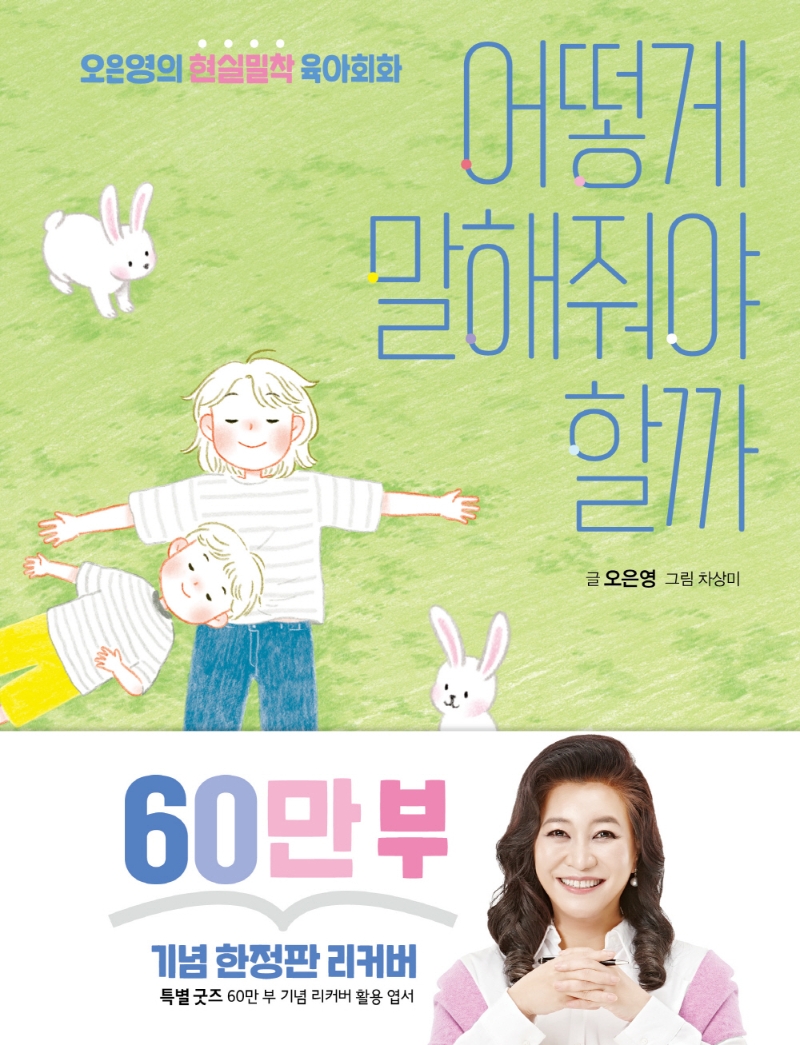 오은영의 현실밀착 육아회화
어떻게
말해줘야
할까
글 오은영 그림 차상미
60만 부
기념 한정판 리커버
특별 굿즈 60만 부 기념 리커버 활용 엽서